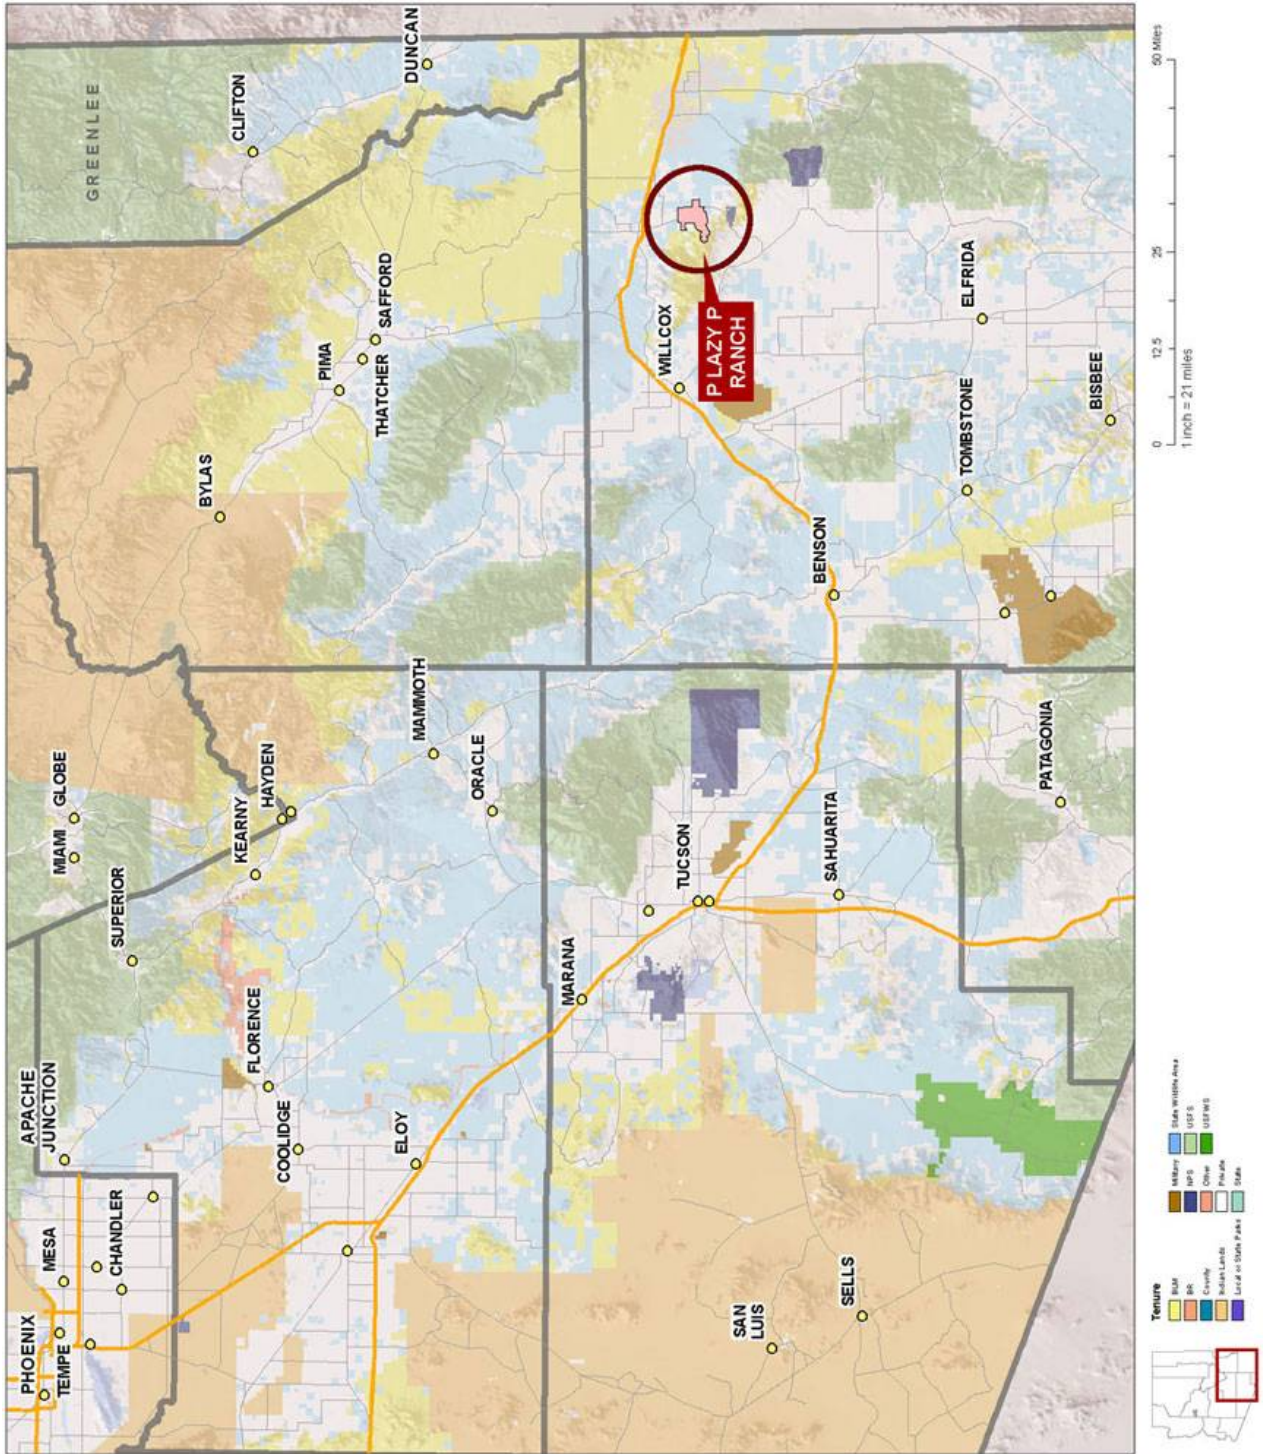 PHOENIX
MESA
TEMPE
CHANDLER
APACHE
JUNCTION
SUPERIOR
MIAMI
GLOBE
FLORENCE
COOLIDGE
KEARNY
HAYDEN
ELOY
MAMMOTH
ORACLE
BYLAS
PIMA
THATCHER
SAFFORD
GREENLEE
CLIFTON
DUNCAN
MARANA
TUCSON
SAHUARITA
SAN
LUIS
SELLS
PATAGONIA
BENSON
WILLCOX
P LAZY P
RANCH
TOMBSTONE
ELFRIDA
BISBEE
Tenure
BLM
BR
County
Indian Lands
Local or State Parks
Military
NPS
Other
Private
State
State Wildlife Area
USFS
USFWS
0 12.5 25 50 Miles
1 inch = 21 miles